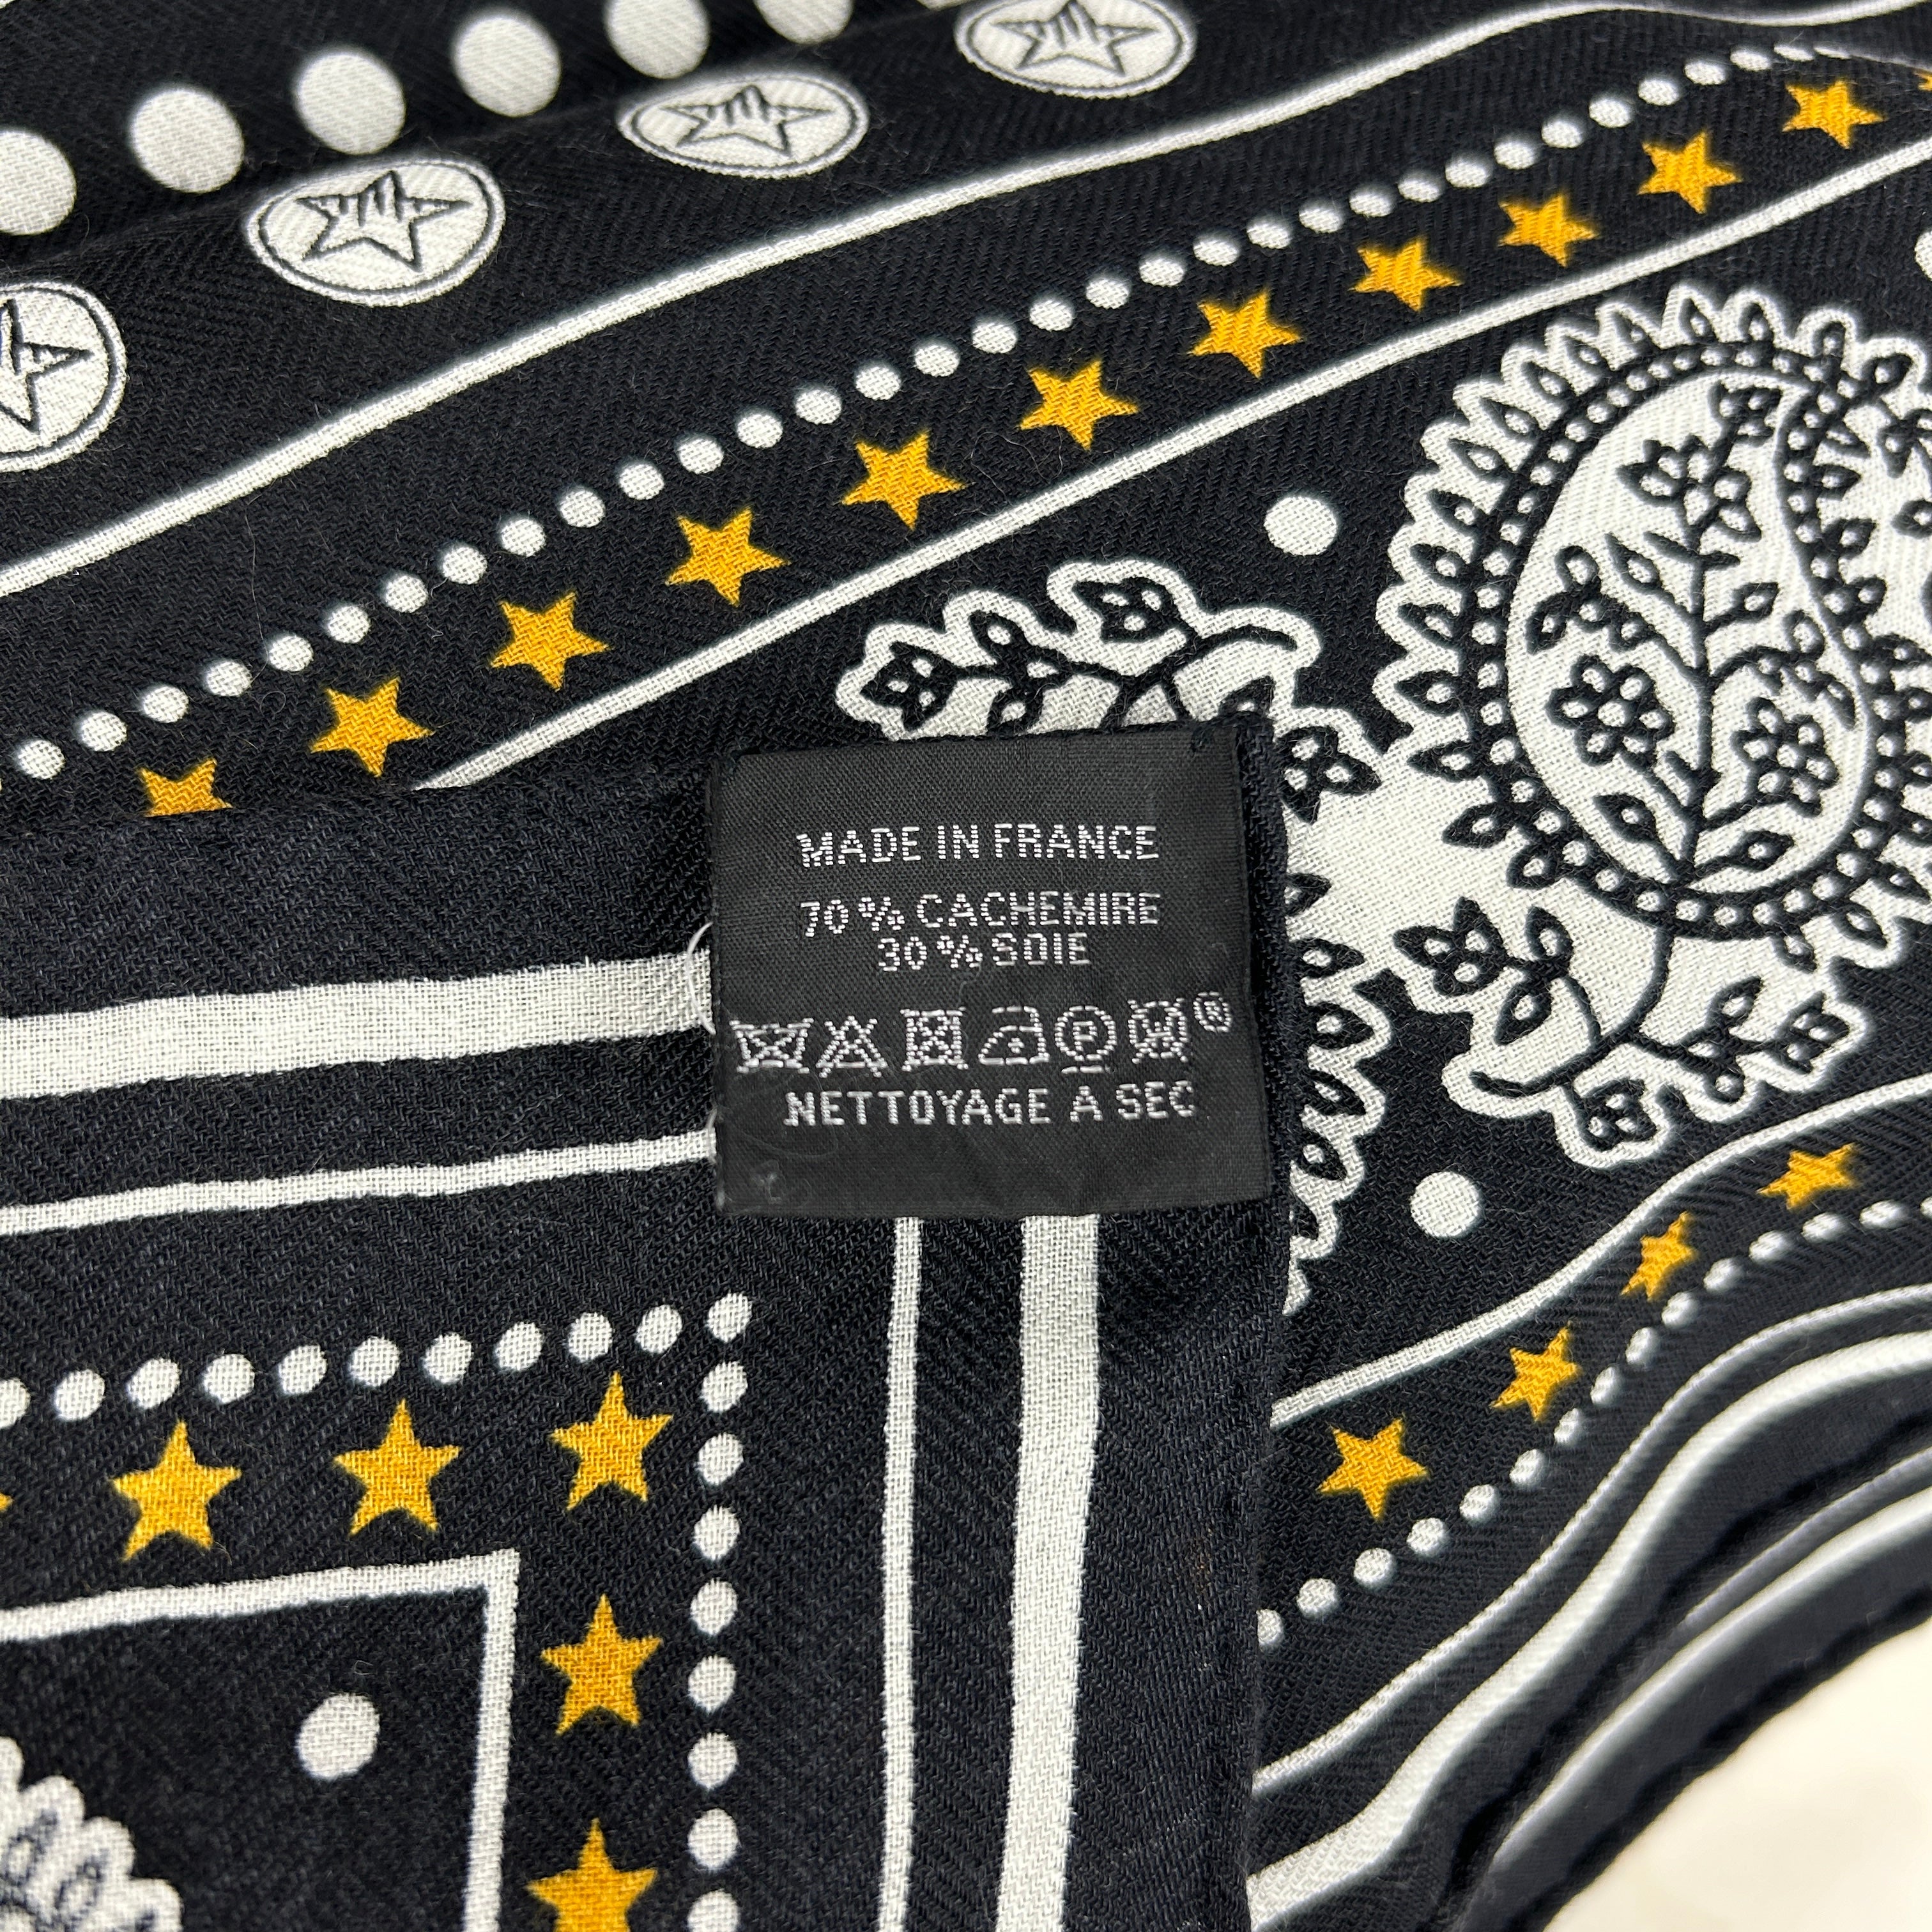 MADE IN FRANCE
70 % CACHEMIRE
30 % SOIE
P W ®
NETTOYAGE A SEC